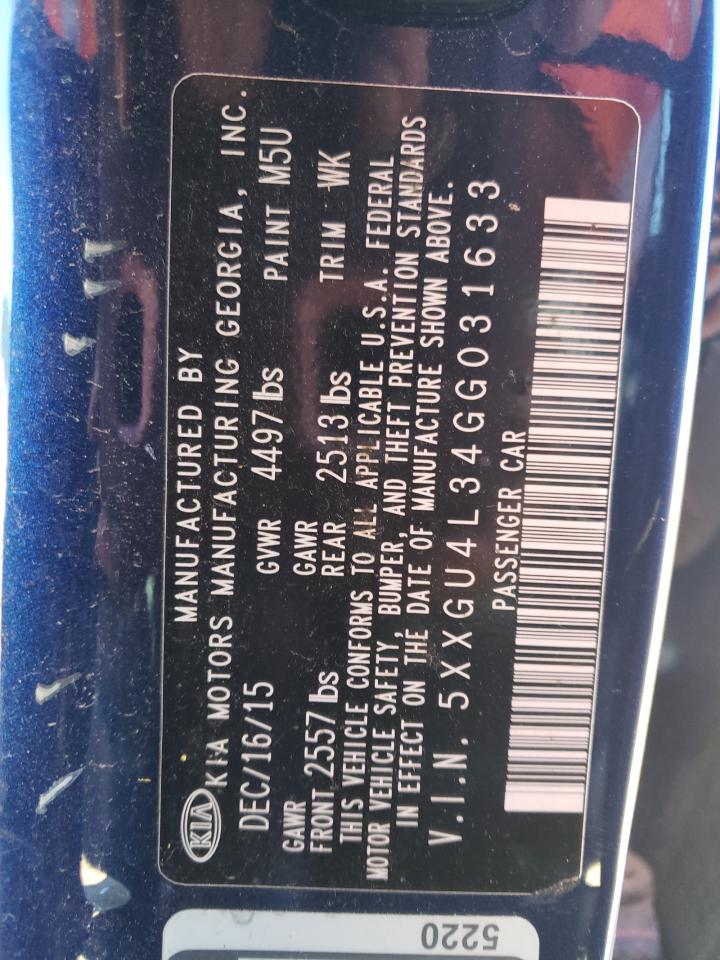 MANUFACTURED BY
KIA KIA MOTORS MANUFACTURING GEORGIA, INC.
DEC/16/15 GVWR 4497 lbs PAINT M5U
GAWR GAWR
FRONT 2557 lbs REAR 2513 lbs TRIM WK
THIS VEHICLE CONFORMS TO ALL APPLICABLE U.S.A. FEDERAL
MOTOR VEHICLE SAFETY, BUMPER, AND THEFT PREVENTION STANDARDS
IN EFFECT ON THE DATE OF MANUFACTURE SHOWN ABOVE.
V.I.N. 5XXGU4L34GG031633
PASSENGER CAR
5220